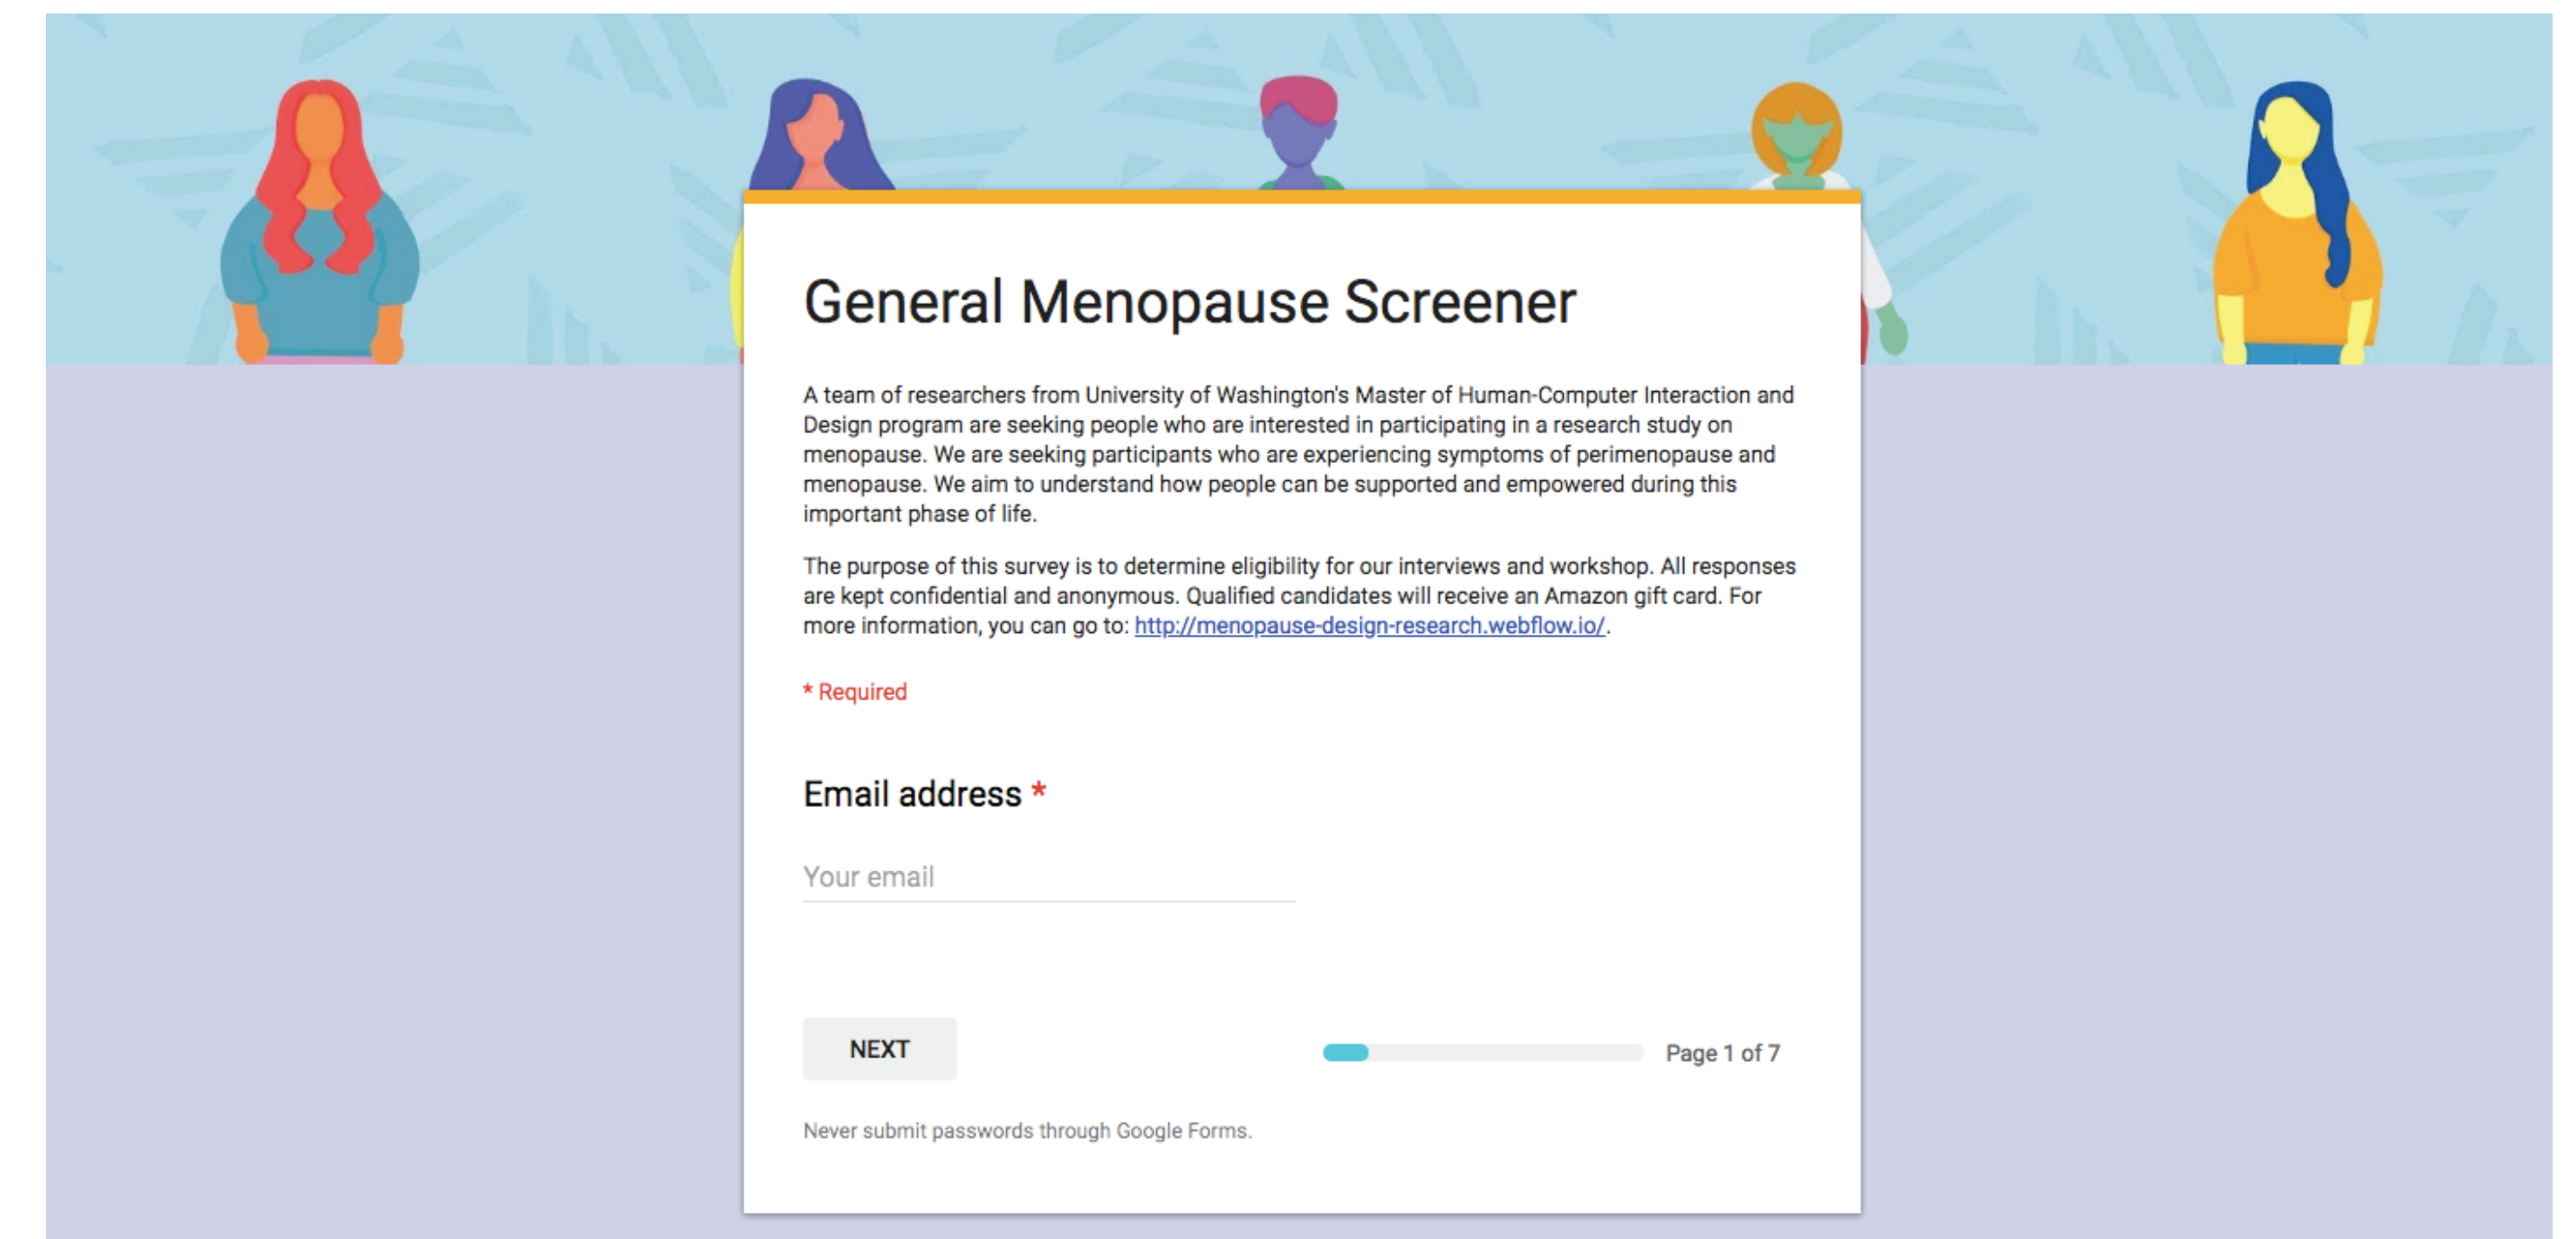 General Menopause Screener
A team of researchers from University of Washington's Master of Human-Computer Interaction and
Design program are seeking people who are interested in participating in a research study on
menopause. We are seeking participants who are experiencing symptoms of perimenopause and
menopause. We aim to understand how people can be supported and empowered during this
important phase of life.
The purpose of this survey is to determine eligibility for our interviews and workshop. All responses
are kept confidential and anonymous. Qualified candidates will receive an Amazon gift card. For
more information, you can go to: http://menopause-design-research.webflow.io/.
* Required
Email address *
Your email
NEXT
Page 1 of 7
Never submit passwords through Google Forms.